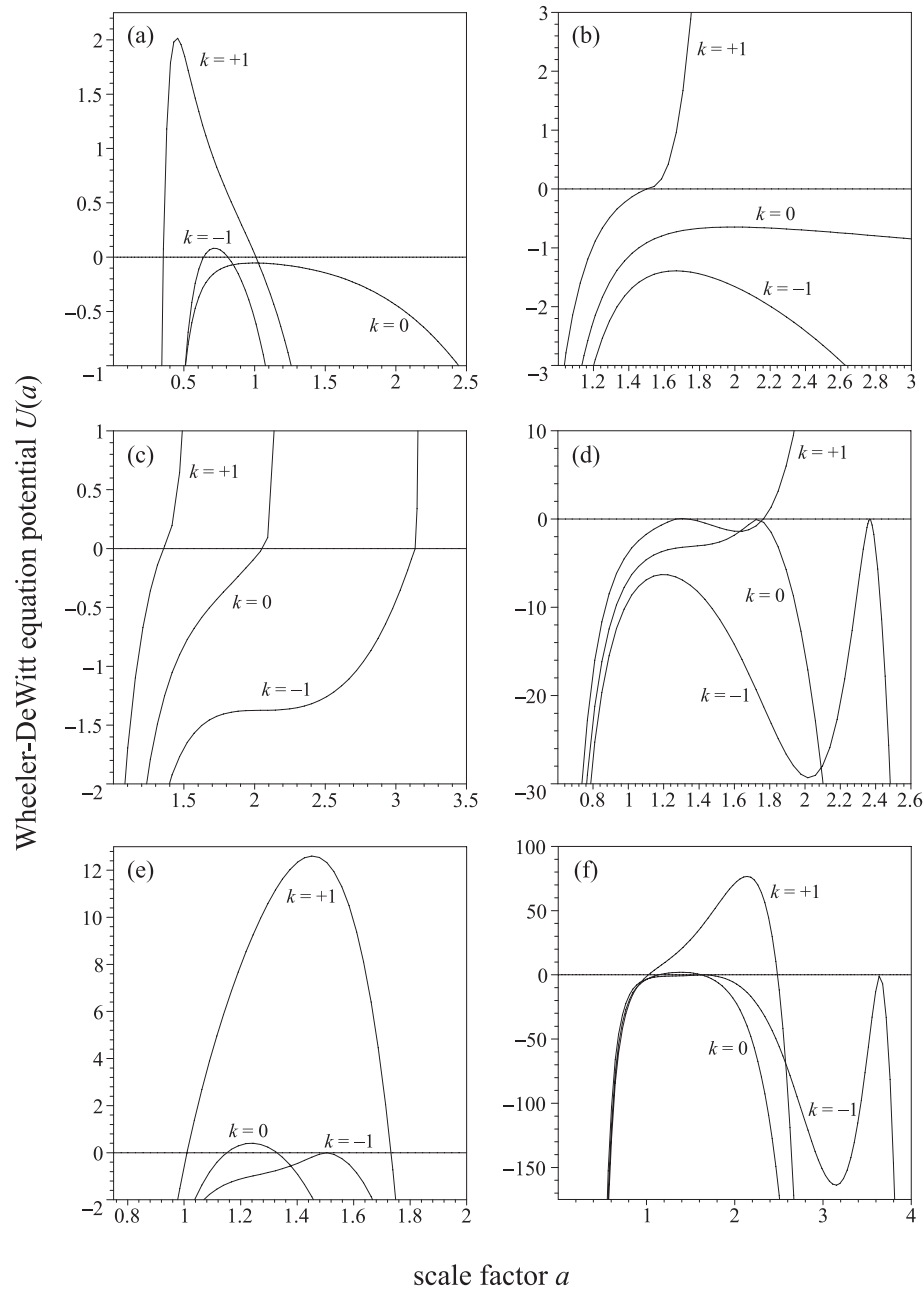 Wheeler-DeWitt equation potential U(a)
(a)
k = +1
k = −1
k = 0
2
1.5
1
0.5
0
−0.5
−1
0.5 1 1.5 2 2.5
(b)
k = +1
k = 0
k = −1
3
2
1
0
−1
−2
−3
1.2 1.4 1.6 1.8 2 2.2 2.4 2.6 2.8 3
(c)
k = +1
k = 0
k = −1
1
0.5
0
−0.5
−1
−1.5
−2
1.5 2 2.5 3 3.5
(d)
k = +1
k = 0
k = −1
10
0
−10
−20
−30
0.8 1 1.2 1.4 1.6 1.8 2 2.2 2.4 2.6
(e)
k = +1
k = 0
k = −1
12
10
8
6
4
2
0
−2
0.8 1 1.2 1.4 1.6 1.8 2
(f)
k = +1
k = 0
k = −1
100
50
0
−50
−100
−150
1 2 3 4
scale factor a